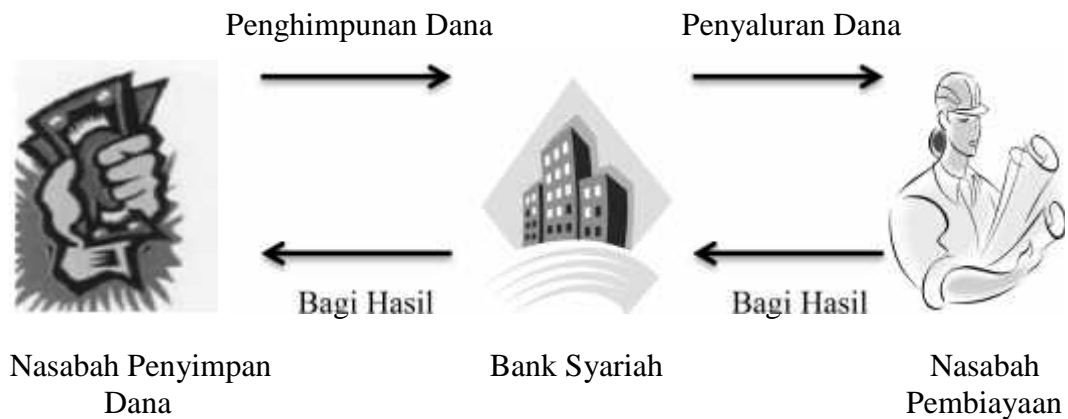 Penghimpunan Dana
Penyaluran Dana
Bagi Hasil
Bagi Hasil
Nasabah Penyimpan
Dana
Bank Syariah
Nasabah
Pembiayaan